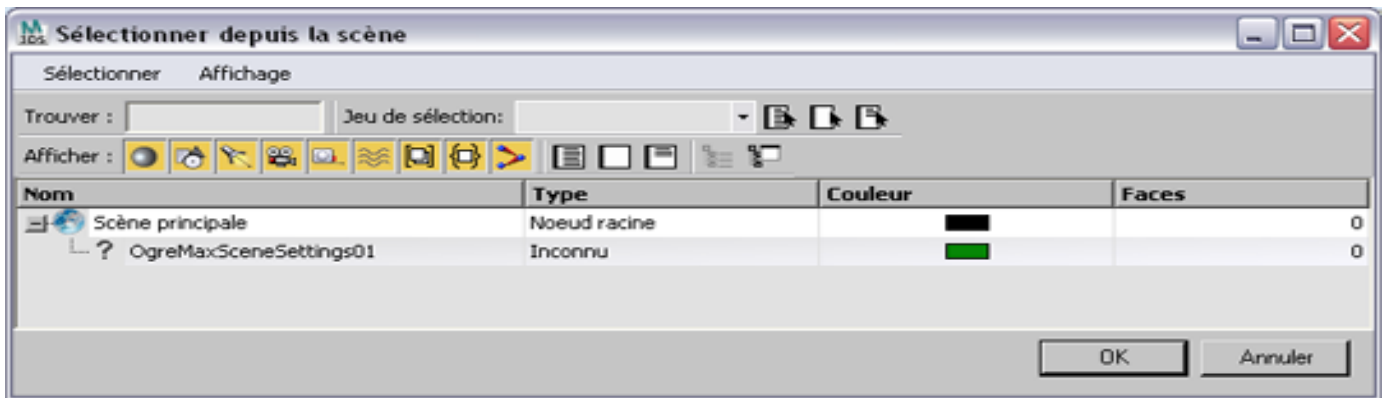 Sélectionner depuis la scène
Sélectionner Affichage
Trouver : Jeu de sélection:
Afficher :
Nom Type Couleur Faces
Scène principale Noeud racine 0
? OgreMaxSceneSettings01 Inconnu 0
OK Annuler